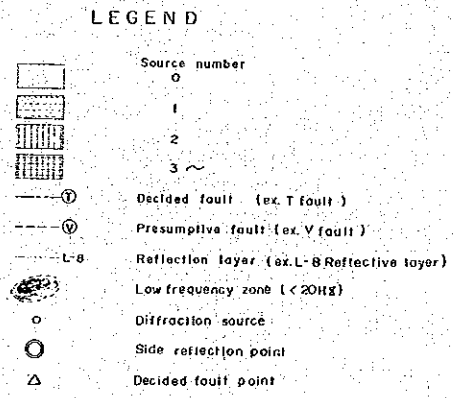 LEGEND
Source number
0
1
2
3 ~
T Decided fault (ex. T fault)
V Presumptive fault (ex. V fault)
L-8 Reflection layer (ex. L-8 Reflective layer)
Low frequency zone (<20Hz)
Diffraction source
Side reflection point
Decided fault point